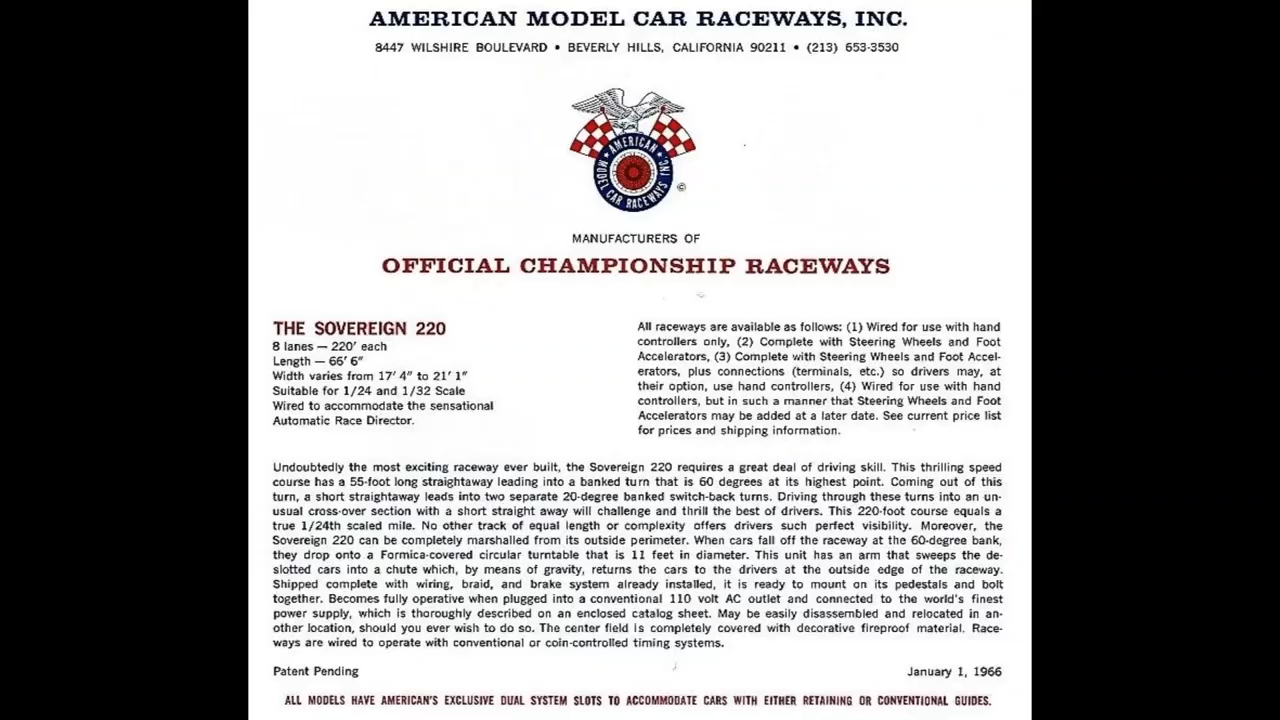 AMERICAN MODEL CAR RACEWAYS, INC.
8447 WILSHIRE BOULEVARD • BEVERLY HILLS, CALIFORNIA 90211 • (213) 653-3530
AMERICAN
MODEL CAR RACEWAYS INC.
©
MANUFACTURERS OF
OFFICIAL CHAMPIONSHIP RACEWAYS
THE SOVEREIGN 220
8 lanes — 220′ each
Length — 66′ 6″
Width varies from 17′ 4″ to 21′ 1″
Suitable for 1/24 and 1/32 Scale
Wired to accommodate the sensational
Automatic Race Director.
All raceways are available as follows: (1) Wired for use with hand
controllers only, (2) Complete with Steering Wheels and Foot
Accelerators, (3) Complete with Steering Wheels and Foot Accel-
erators, plus connections (terminals, etc.) so drivers may, at
their option, use hand controllers, (4) Wired for use with hand
controllers, but in such a manner that Steering Wheels and Foot
Accelerators may be added at a later date. See current price list
for prices and shipping information.
Undoubtedly the most exciting raceway ever built, the Sovereign 220 requires a great deal of driving skill. This thrilling speed
course has a 55-foot long straightaway leading into a banked turn that is 60 degrees at its highest point. Coming out of this
turn, a short straightaway leads into two separate 20-degree banked switch-back turns. Driving through these turns into an un-
usual cross-over section with a short straight away will challenge and thrill the best of drivers. This 220-foot course equals a
true 1/24th scaled mile. No other track of equal length or complexity offers drivers such perfect visibility. Moreover, the
Sovereign 220 can be completely marshalled from its outside perimeter. When cars fall off the raceway at the 60-degree bank,
they drop onto a Formica-covered circular turntable that is 11 feet in diameter. This unit has an arm that sweeps the de-
slotted cars into a chute which, by means of gravity, returns the cars to the drivers at the outside edge of the raceway.
Shipped complete with wiring, braid, and brake system already installed, it is ready to mount on its pedestals and bolt
together. Becomes fully operative when plugged into a conventional 110 volt AC outlet and connected to the world's finest
power supply, which is thoroughly described on an enclosed catalog sheet. May be easily disassembled and relocated in an-
other location, should you ever wish to do so. The center field is completely covered with decorative fireproof material. Race-
ways are wired to operate with conventional or coin-controlled timing systems.
Patent Pending
January 1, 1966
ALL MODELS HAVE AMERICAN'S EXCLUSIVE DUAL SYSTEM SLOTS TO ACCOMMODATE CARS WITH EITHER RETAINING OR CONVENTIONAL GUIDES.